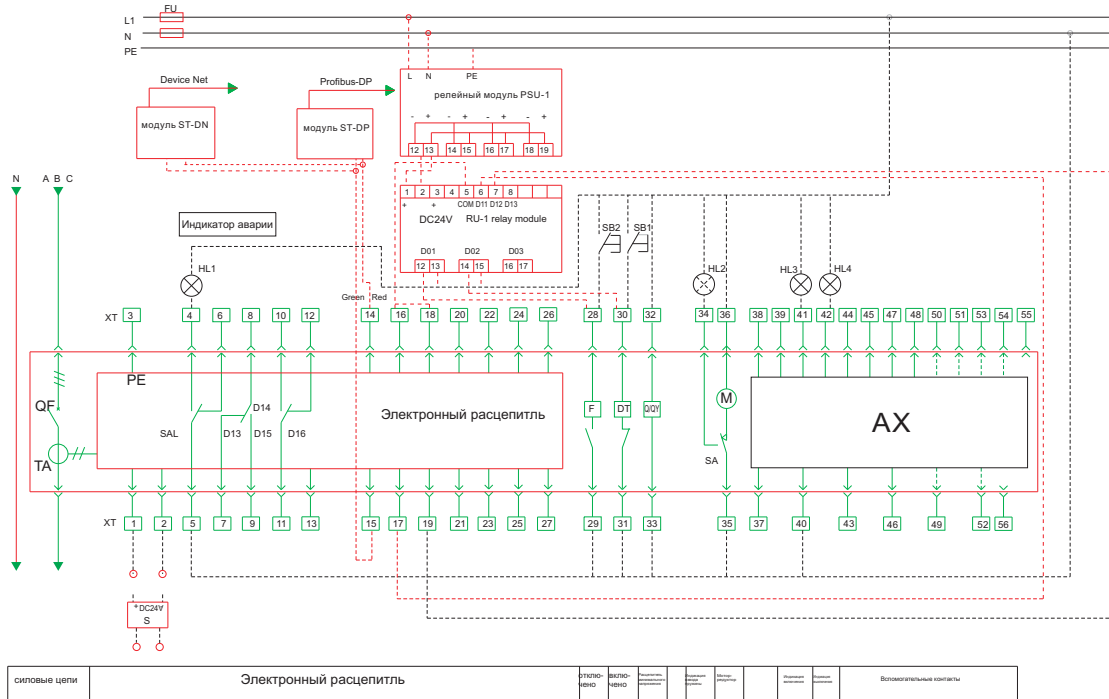 FU
L1
N
PE
Device Net
Profibus-DP
L N PE
релейный модуль PSU-1
- + - + - + - +
12 13 14 15 16 17 18 19
модуль ST-DN
модуль ST-DP
N A B C
1 2 3 4 5 6 7 8
+ + COM D11 D12 D13
DC24V RU-1 relay module
D01 D02 D03
12 13 14 15 16 17
Индикатор аварии
SB2 SB1
HL1
HL2 HL3 HL4
Green Red
XT 3 4 6 8 10 12 14 16 18 20 22 24 26 28 30 32 34 36 38 39 41 42 44 45 47 48 50 51 53 54 55
PE
QF
TA
SAL
D13
D14
D15
D16
Электронный расцепитль
F
DT
Q/QY
M
SA
AX
XT 1 2 5 7 9 11 13 15 17 19 21 23 25 27 29 31 33 35 37 40 43 46 49 52 56
+ DC24V
S
силовые цепи
Электронный расцепитль
отклю-
чено
вклю-
чено
Вспомогательные контакты